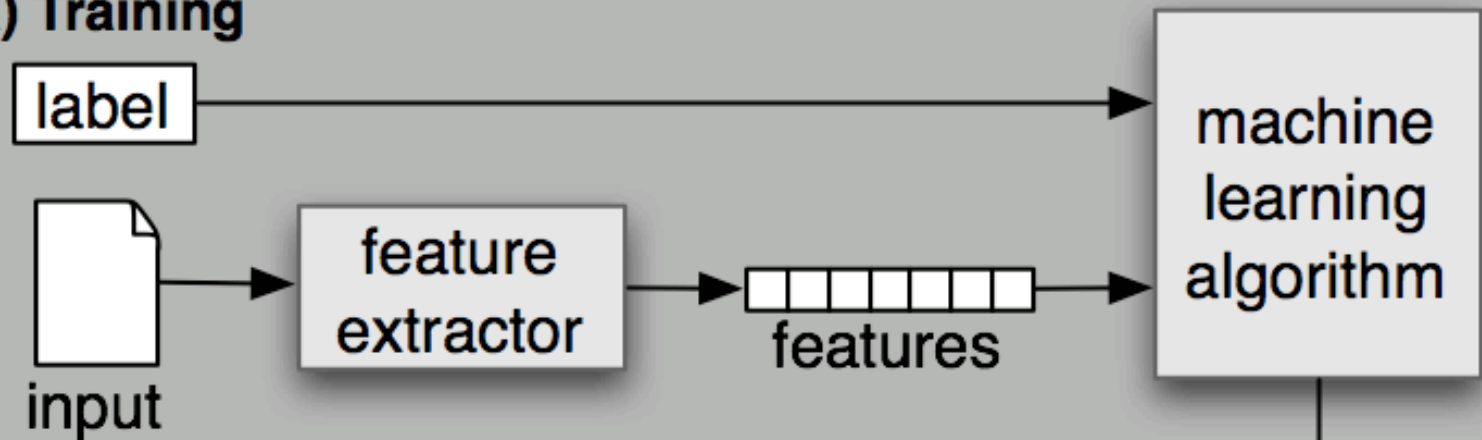 ) Training
label
machine
learning
algorithm
feature
extractor
features
input